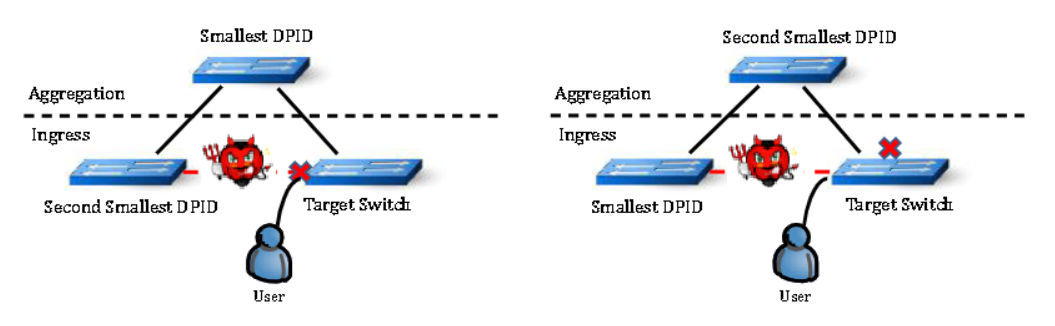 Smallest DPID
Aggregation
Ingress
Second Smallest DPID
Target Switch
User
Second Smallest DPID
Aggregation
Ingress
Smallest DPID
Target Switch
User